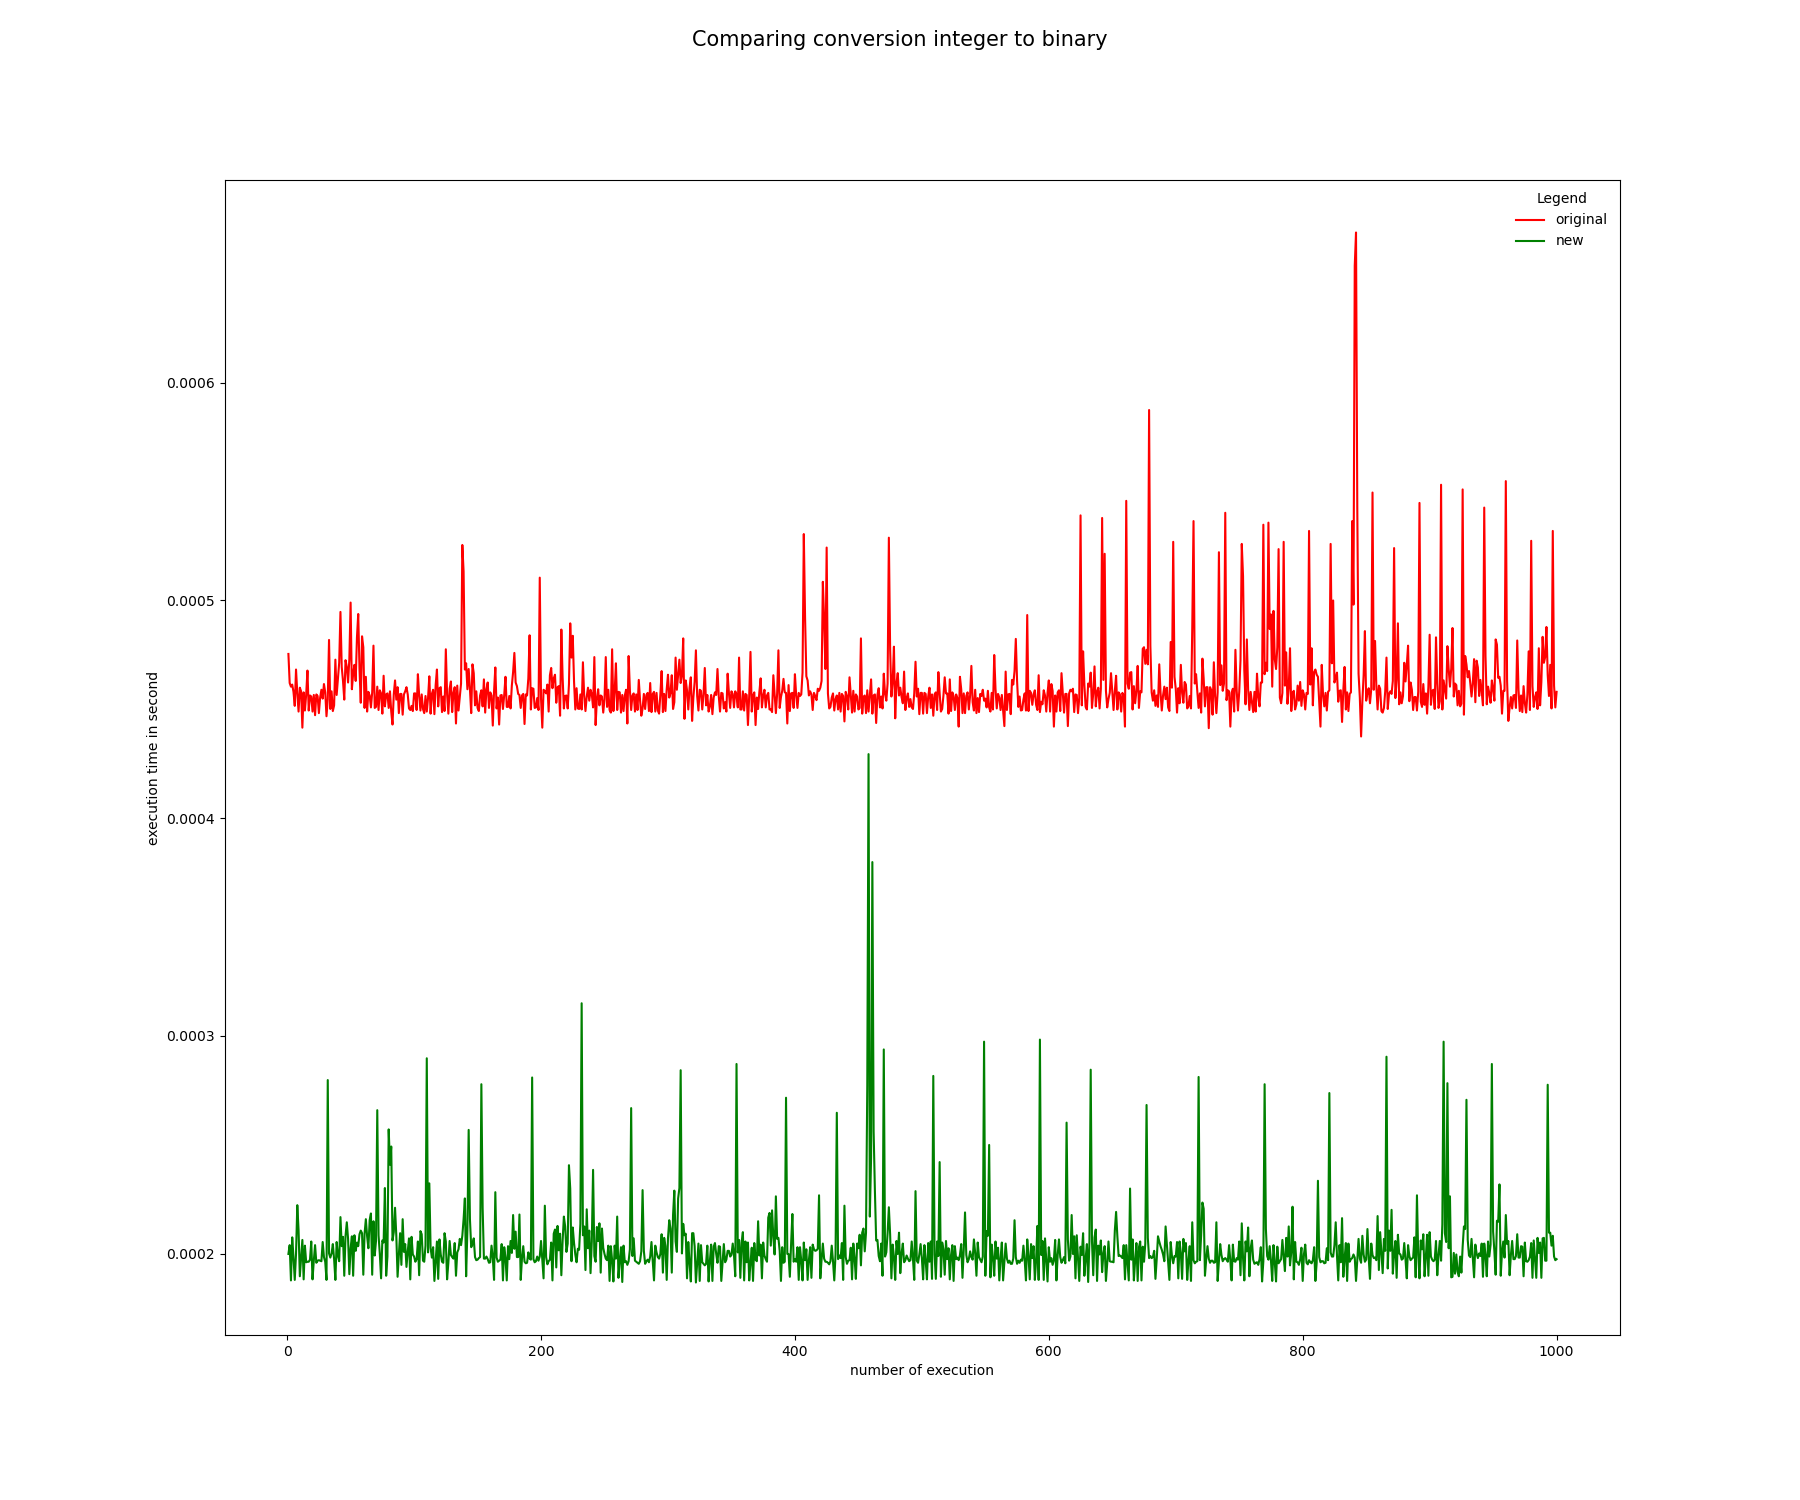 Comparing conversion integer to binary
Legend
original
new
0.0006
0.0005
0.0004
0.0003
0.0002
execution time in second
0
200
400
600
800
1000
number of execution